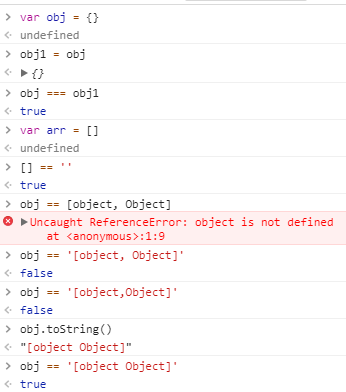 > var obj = {}
< undefined
> obj1 = obj
< ▶ {}
> obj === obj1
< true
> var arr = []
< undefined
> [] == ''
< true
> obj == [object, Object]
▶ Uncaught ReferenceError: object is not defined
at <anonymous>:1:9
> obj == '[object, Object]'
< false
> obj == '[object,Object]'
< false
> obj.toString()
< "[object Object]"
> obj == '[object Object]'
< true